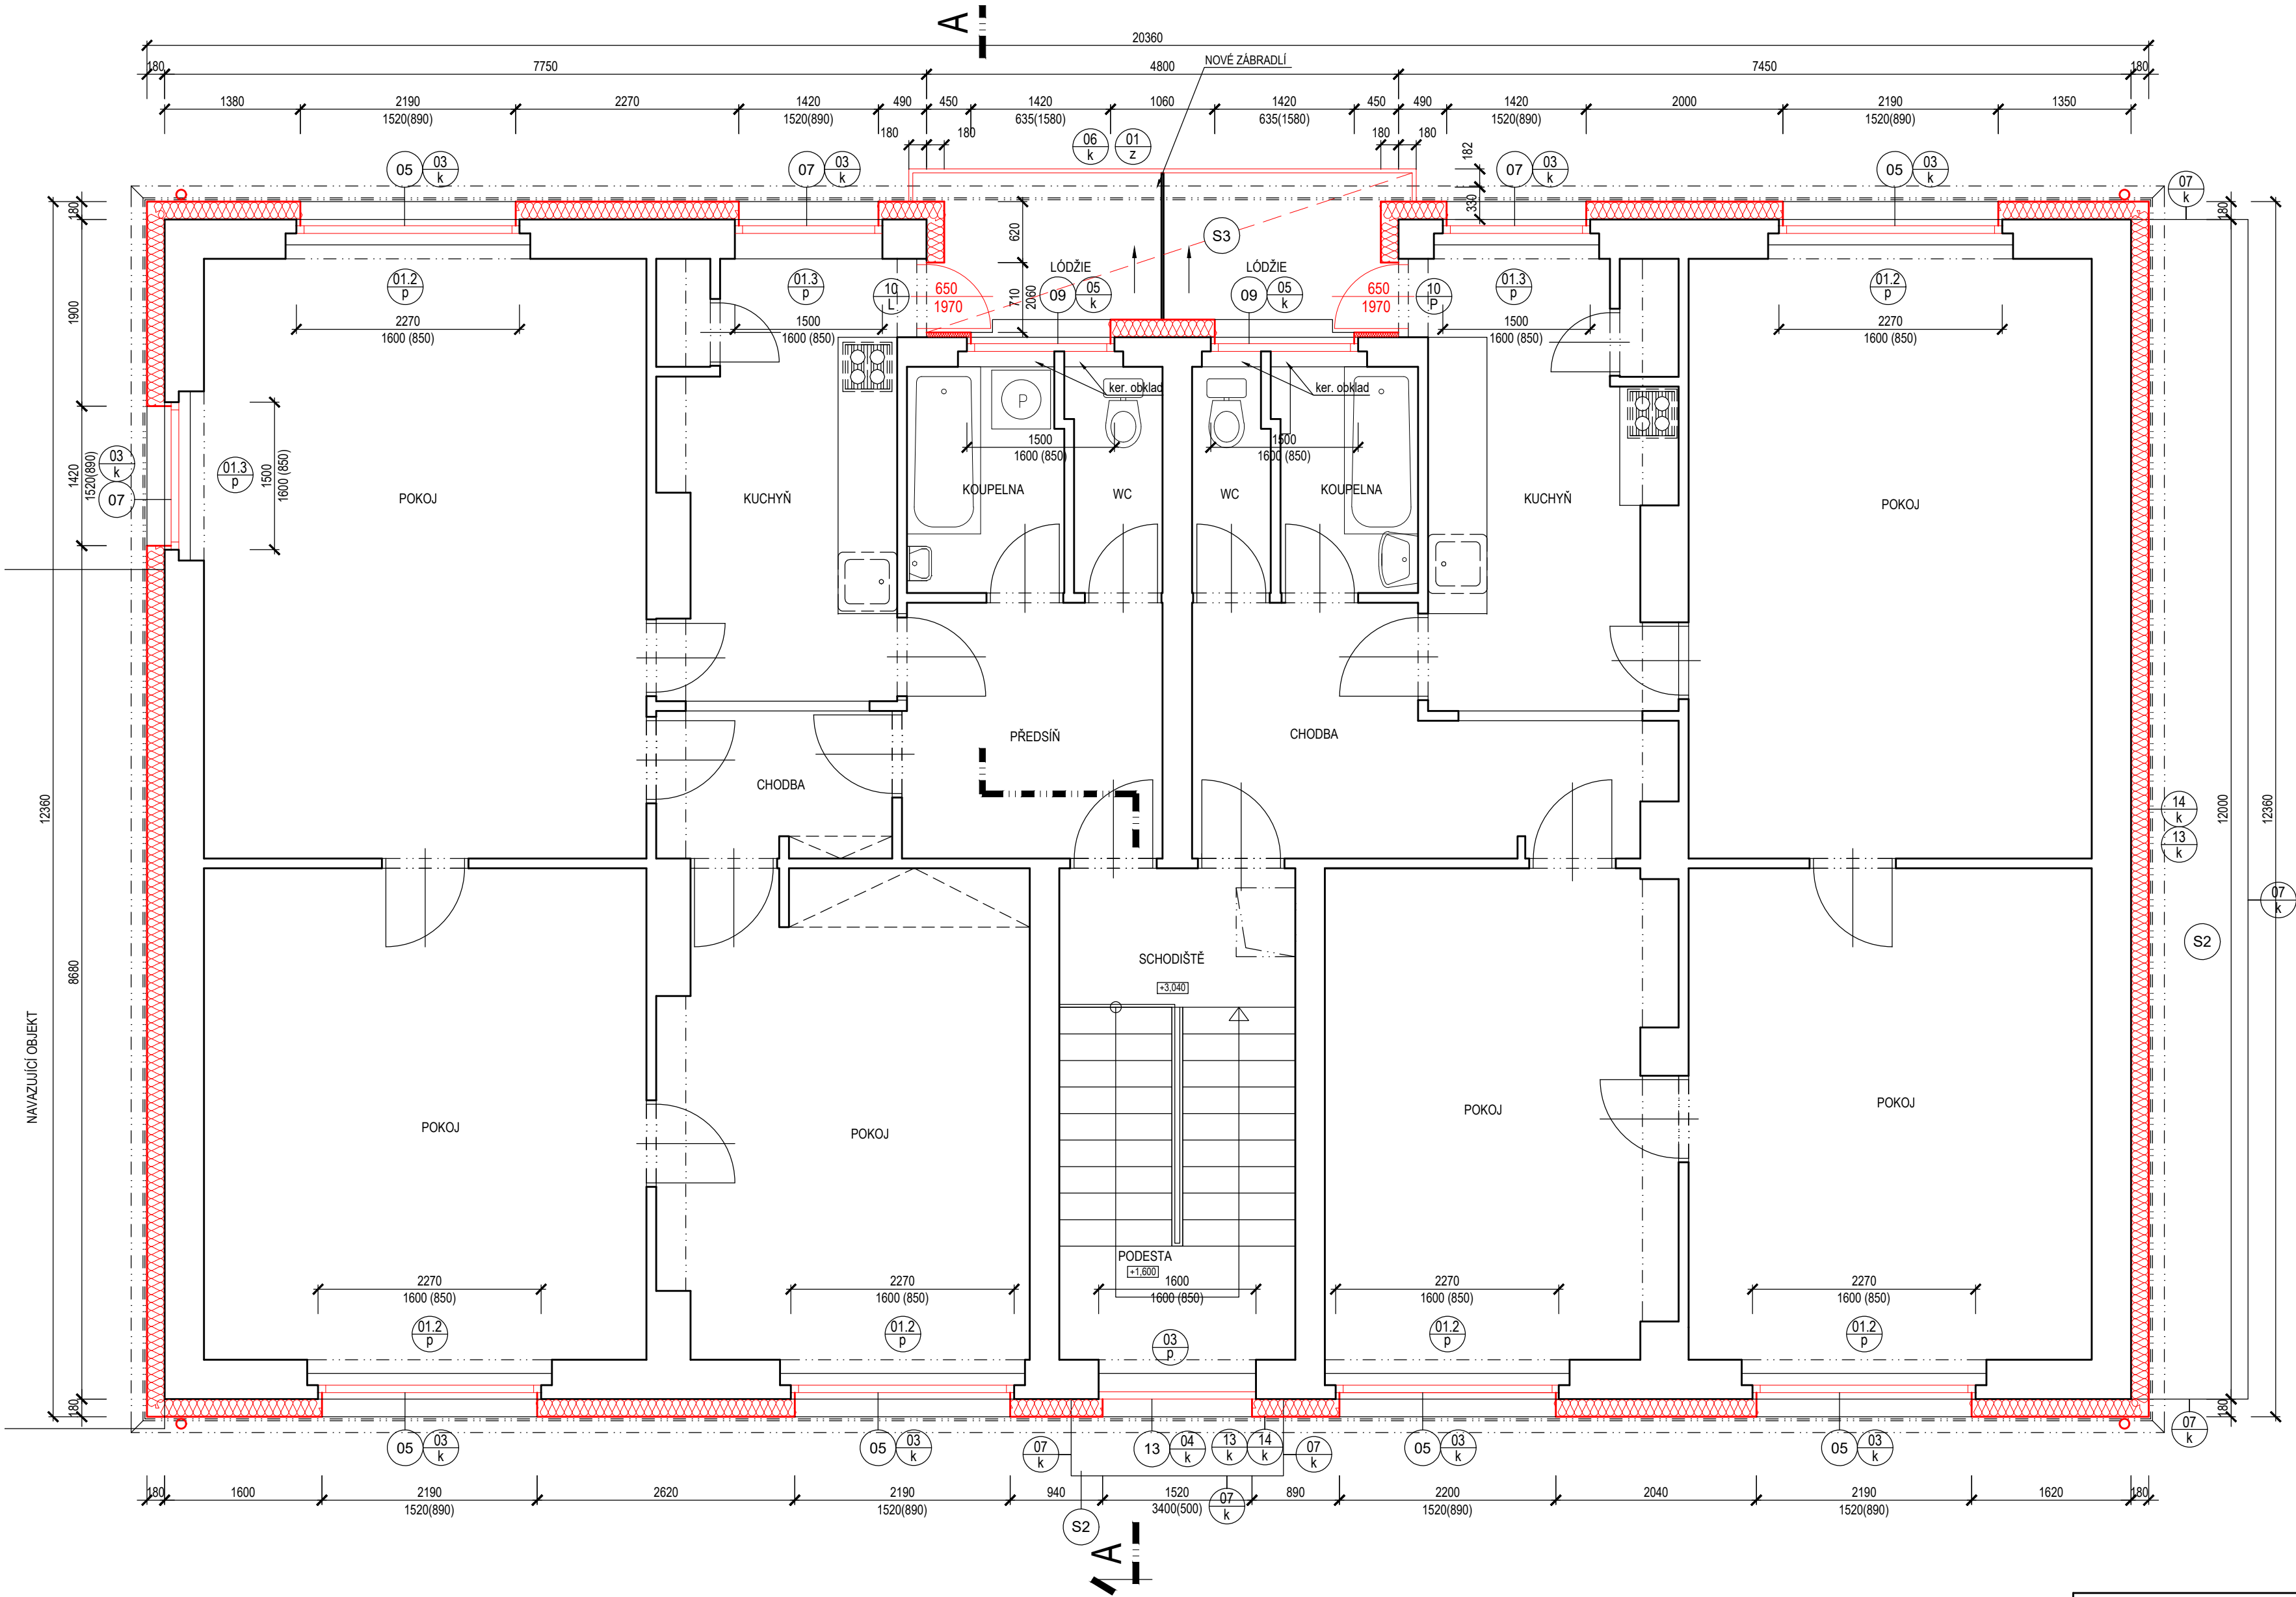 A
20360
180 7750 4800 7450 180
NOVÉ ZÁBRADLÍ
1380 2190 2270 1420 490 450 1420 1060 1420 450 490 1420 2000 2190 1350
1520(890) 1520(890) 635(1580) 635(1580) 1520(890) 1520(890)
180 180 180 180
06 k 01 z
182
330
05 03 k
07 03 k
07 03 k
05 03 k
07 k
180
180
620
710
2060
S3
LÓDŽIE
LÓDŽIE
01.2 p
01.3 p
10 L
650
1970
09 05 k
09 05 k
650
1970
10 P
01.3 p
01.2 p
2270
1600 (850)
1500
1600 (850)
1500
1600 (850)
2270
1600 (850)
1900
ker. obklad
ker. obklad
P
1500
1600 (850)
1500
1600 (850)
03 k
07
1420
1520(890)
01.3 p
1500
1600 (850)
POKOJ
KUCHYŇ
KOUPELNA
WC
WC
KOUPELNA
KUCHYŇ
POKOJ
PŘEDSÍŇ
CHODBA
CHODBA
12360
8680
NAVAZUJÍCÍ OBJEKT
14 k
13 k
12000
12360
07 k
S2
SCHODIŠTĚ
+3,040
POKOJ
POKOJ
POKOJ
POKOJ
PODESTA
+1,600
2270
1600 (850)
2270
1600 (850)
1600
1600 (850)
2270
1600 (850)
2270
1600 (850)
01.2 p
01.2 p
03 p
01.2 p
01.2 p
180
180
05 03 k
05 03 k
07 k
13 04 k
13 k
14 k
07 k
05 03 k
05 03 k
07 k
180 1600 2190 2620 2190 940 1520 890 2200 2040 2190 1620 180
1520(890) 1520(890) 3400(500) 1520(890) 1520(890)
07 k
S2
A